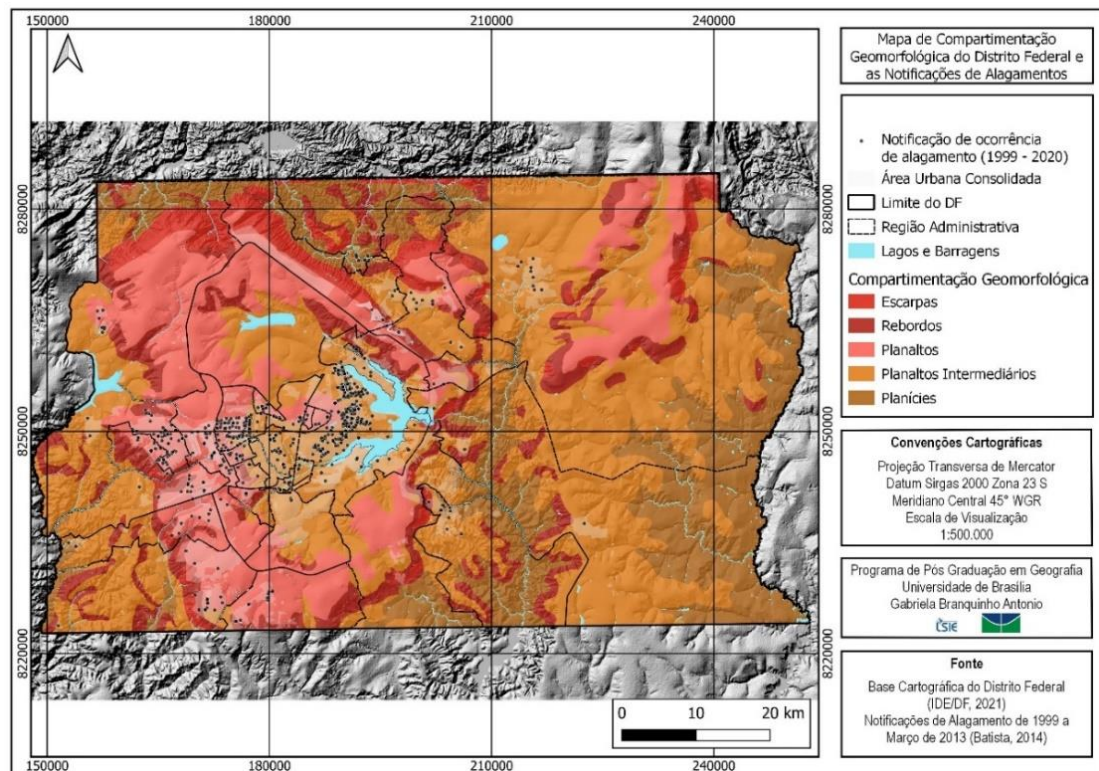 150000
180000
210000
240000
8280000
8250000
8220000
8280000
8250000
8220000
0
10
20 km
150000
180000
210000
240000
Mapa de Compartimentação
Geomorfológica do Distrito Federal e
as Notificações de Alagamentos
Notificação de ocorrência
de alagamento (1999 - 2020)
Área Urbana Consolidada
Limite do DF
Região Administrativa
Lagos e Barragens
Compartimentação Geomorfológica
Escarpas
Rebordos
Planaltos
Planaltos Intermediários
Planícies
Convenções Cartográficas
Projeção Transversa de Mercator
Datum Sirgas 2000 Zona 23 S
Meridiano Central 45° WGR
Escala de Visualização
1:500.000
Programa de Pós Graduação em Geografia
Universidade de Brasília
Gabriela Branquinho Antonio
LSIE
Fonte
Base Cartográfica do Distrito Federal
(IDE/DF, 2021)
Notificações de Alagamento de 1999 a
Março de 2013 (Batista, 2014)